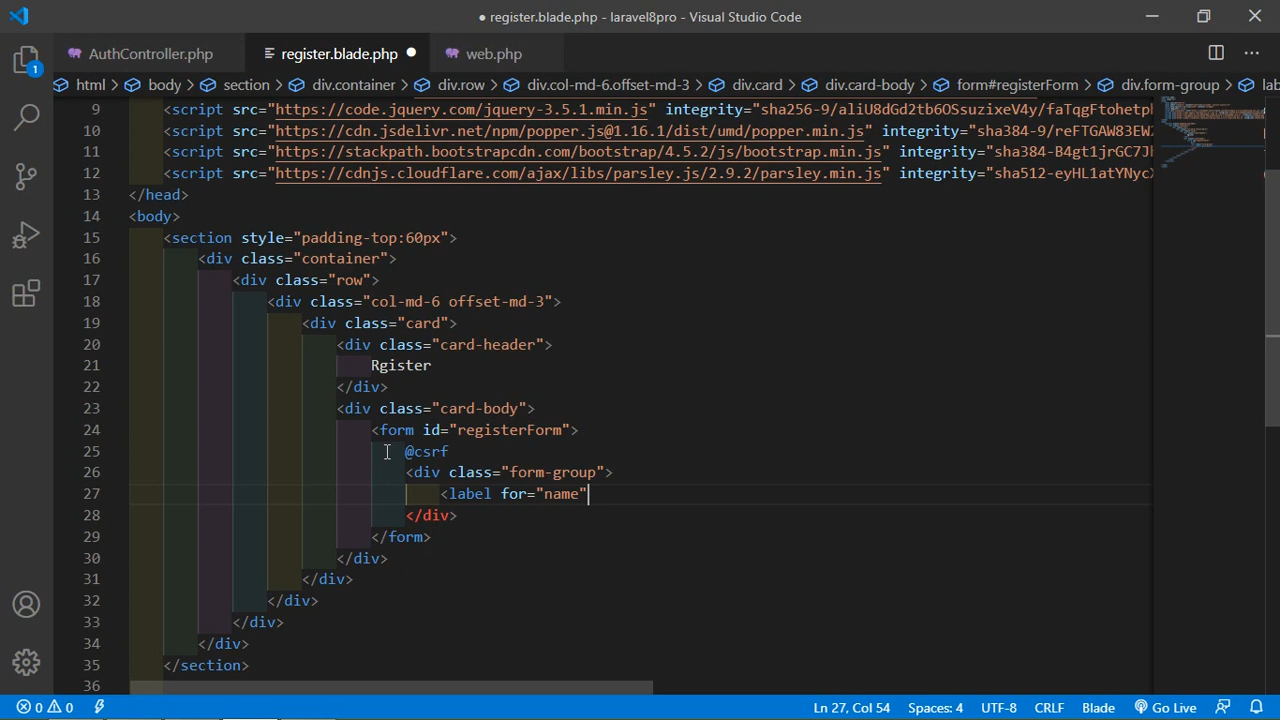 ● register.blade.php - laravel8pro - Visual Studio Code
AuthController.phpregister.blade.php ● web.php
html > body > section > div.container > div.row > div.col-md-6.offset-md-3 > div.card > div.card-body > form#registerForm > div.form-group > lab
1
9 <script src="https://code.jquery.com/jquery-3.5.1.min.js" integrity="sha256-9/aliU8dGd2tb6OSsuzixeV4y/faTqgFtohetph
10 <script src="https://cdn.jsdelivr.net/npm/popper.js@1.16.1/dist/umd/popper.min.js" integrity="sha384-9/reFTGAW83EW2
11 <script src="https://stackpath.bootstrapcdn.com/bootstrap/4.5.2/js/bootstrap.min.js" integrity="sha384-B4gt1jrGC7Jh
12 <script src="https://cdnjs.cloudflare.com/ajax/libs/parsley.js/2.9.2/parsley.min.js" integrity="sha512-eyHL1atYNycX
13 </head>
14 <body>
15 <section style="padding-top:60px">
16 <div class="container">
17 <div class="row">
18 <div class="col-md-6 offset-md-3">
19 <div class="card">
20 <div class="card-header">
21 Rgister
22 </div>
23 <div class="card-body">
24 <form id="registerForm">
25 @csrf
26 <div class="form-group">
27 <label for="name"
28 </div>
29 </form>
30 </div>
31 </div>
32 </div>
33 </div>
34 </div>
35 </section>
36
0 0 Ln 27, Col 54 Spaces: 4 UTF-8 CRLF Blade Go Live